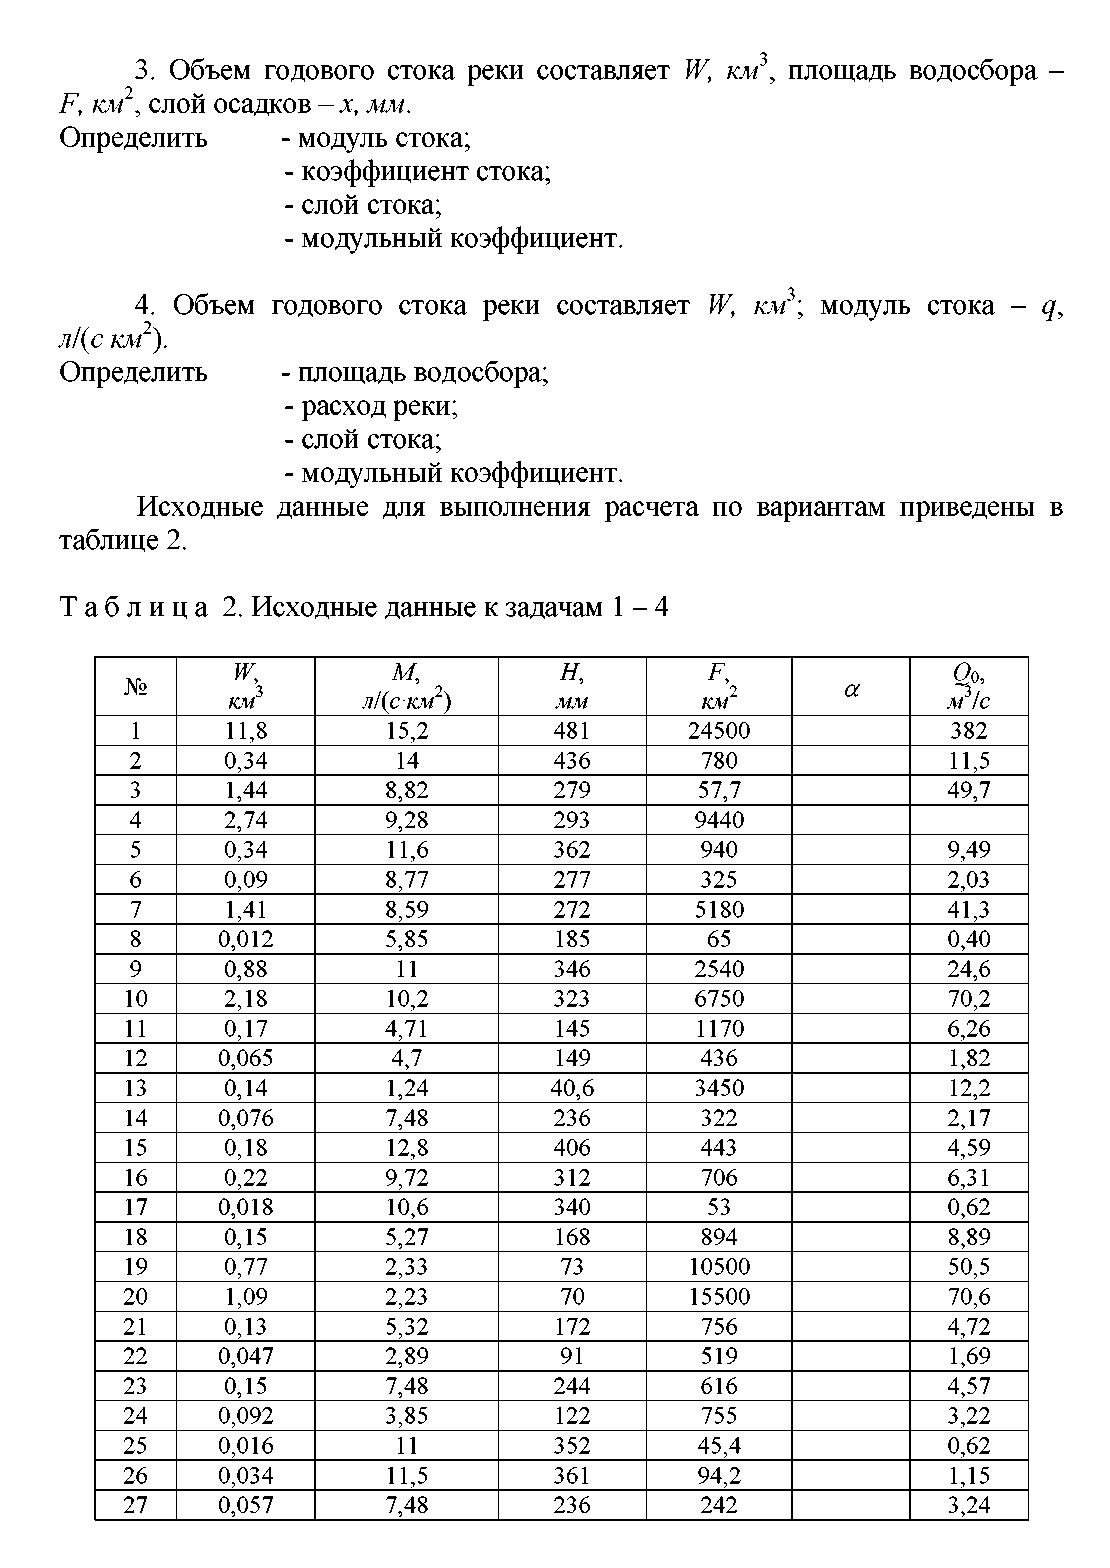 3. Объем годового стока реки составляет W, км³, площадь водосбора –
F, км², слой осадков – х, мм.
Определить - модуль стока;
- коэффициент стока;
- слой стока;
- модульный коэффициент.
4. Объем годового стока реки составляет W, км³; модуль стока – q,
л/(с км²).
Определить - площадь водосбора;
- расход реки;
- слой стока;
- модульный коэффициент.
Исходные данные для выполнения расчета по вариантам приведены в
таблице 2.
Т а б л и ц а 2. Исходные данные к задачам 1 – 4
№ W, км³ M, л/(с·км²) H, мм F, км² α Q₀, м³/с
1 11,8 15,2 481 24500 382
2 0,34 14 436 780 11,5
3 1,44 8,82 279 57,7 49,7
4 2,74 9,28 293 9440
5 0,34 11,6 362 940 9,49
6 0,09 8,77 277 325 2,03
7 1,41 8,59 272 5180 41,3
8 0,012 5,85 185 65 0,40
9 0,88 11 346 2540 24,6
10 2,18 10,2 323 6750 70,2
11 0,17 4,71 145 1170 6,26
12 0,065 4,7 149 436 1,82
13 0,14 1,24 40,6 3450 12,2
14 0,076 7,48 236 322 2,17
15 0,18 12,8 406 443 4,59
16 0,22 9,72 312 706 6,31
17 0,018 10,6 340 53 0,62
18 0,15 5,27 168 894 8,89
19 0,77 2,33 73 10500 50,5
20 1,09 2,23 70 15500 70,6
21 0,13 5,32 172 756 4,72
22 0,047 2,89 91 519 1,69
23 0,15 7,48 244 616 4,57
24 0,092 3,85 122 755 3,22
25 0,016 11 352 45,4 0,62
26 0,034 11,5 361 94,2 1,15
27 0,057 7,48 236 242 3,24